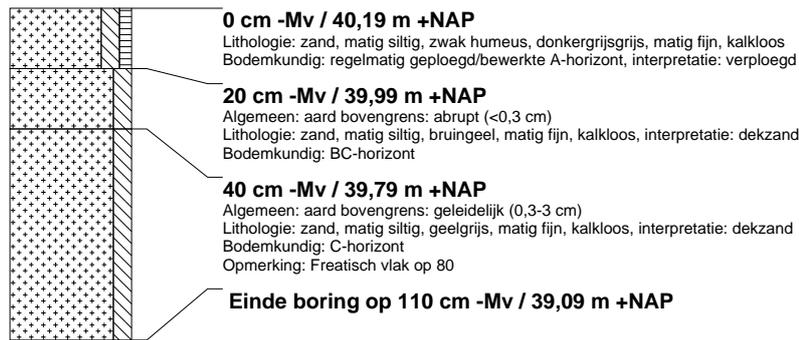 0 cm -Mv / 40,19 m +NAP
Lithologie: zand, matig siltig, zwak humeus, donkergrijsgrijs, matig fijn, kalkloos
Bodemkundig: regelmatig geploegd/bewerkte A-horizont, interpretatie: verploegd
20 cm -Mv / 39,99 m +NAP
Algemeen: aard bovengrens: abrupt (<0,3 cm)
Lithologie: zand, matig siltig, bruingeel, matig fijn, kalkloos, interpretatie: dekzand
Bodemkundig: BC-horizont
40 cm -Mv / 39,79 m +NAP
Algemeen: aard bovengrens: geleidelijk (0,3-3 cm)
Lithologie: zand, matig siltig, geelgrijs, matig fijn, kalkloos, interpretatie: dekzand
Bodemkundig: C-horizont
Opmerking: Freatisch vlak op 80
Einde boring op 110 cm -Mv / 39,09 m +NAP